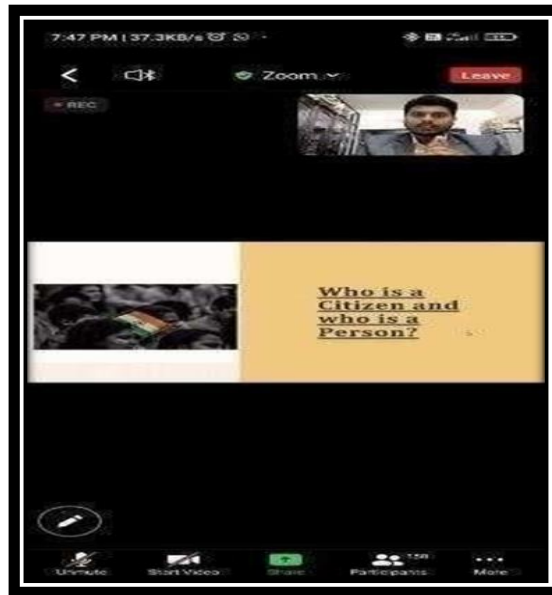 7:47 PM | 37.3KB/s
Zoom
Leave
REC
Who is a
Citizen and
who is a
Person?
Unmute
Start Video
Share
Participants
More